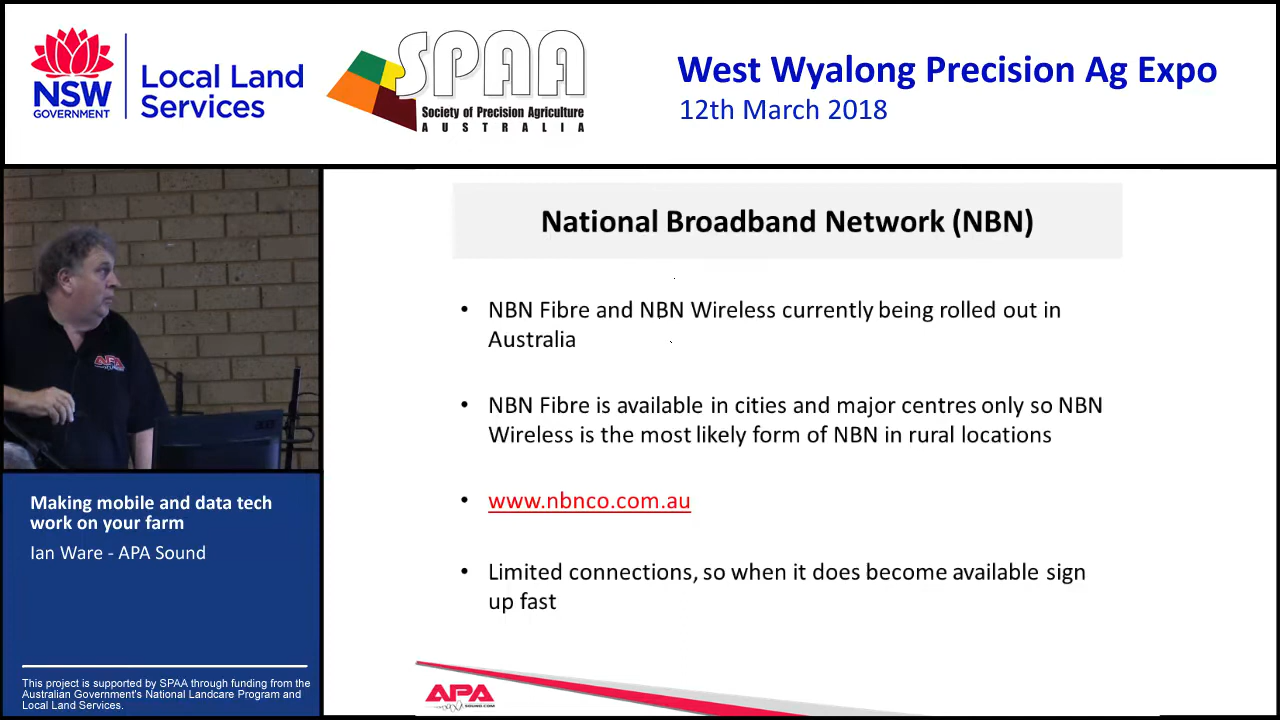 NSW
GOVERNMENT
Local Land
Services
SPAA
Society of Precision Agriculture
AUSTRALIA
West Wyalong Precision Ag Expo
12th March 2018
National Broadband Network (NBN)
• NBN Fibre and NBN Wireless currently being rolled out in
Australia
• NBN Fibre is available in cities and major centres only so NBN
Wireless is the most likely form of NBN in rural locations
• www.nbnco.com.au
• Limited connections, so when it does become available sign
up fast
APA
SOUND.COM
APA
Making mobile and data tech
work on your farm
Ian Ware - APA Sound
This project is supported by SPAA through funding from the
Australian Government's National Landcare Program and
Local Land Services.